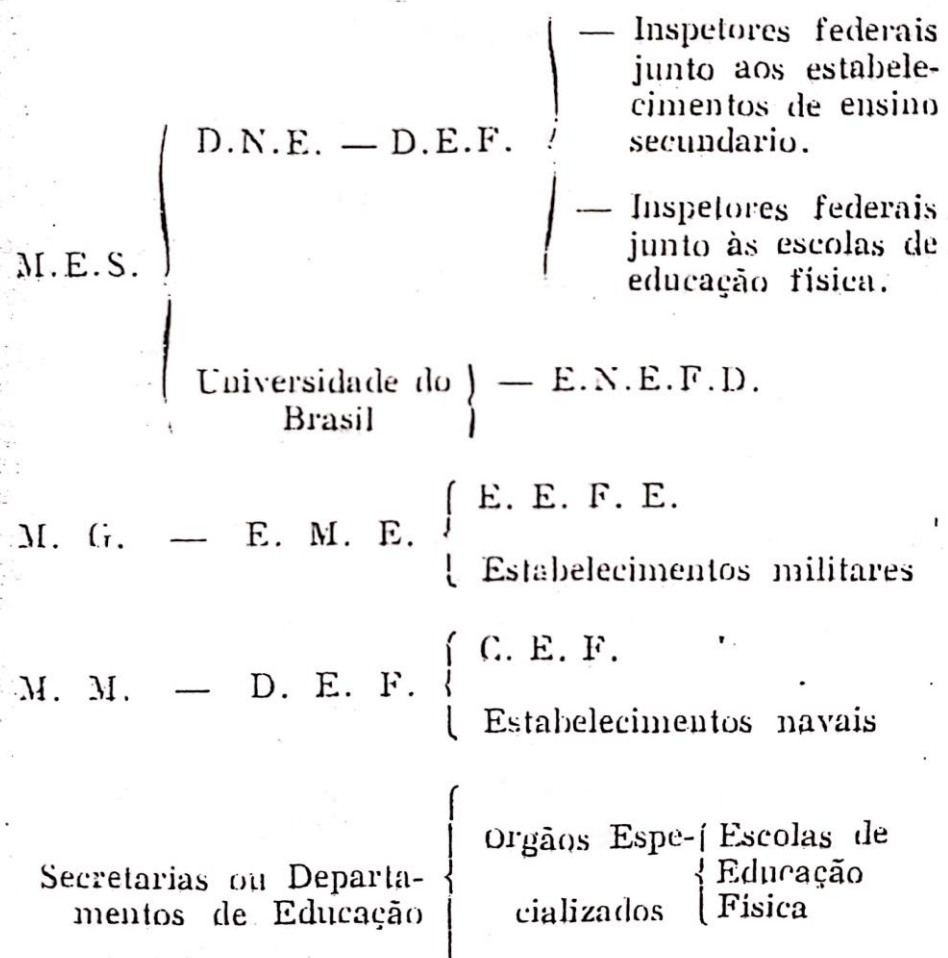 — Inspetores federais
junto aos estabele-
cimentos de ensino
secundario.
D.N.E. — D.E.F.
— Inspetores federais
junto às escolas de
educação física.
M.E.S.
Universidade do
Brasil
— E.N.E.F.D.
M. G. — E. M. E.
E. E. F. E.
Estabelecimentos militares
M. M. — D. E. F.
C. E. F.
Estabelecimentos navais
Secretarias ou Departa-
mentos de Educação
Orgãos Espe-
cializados
Escolas de
Educação
Física